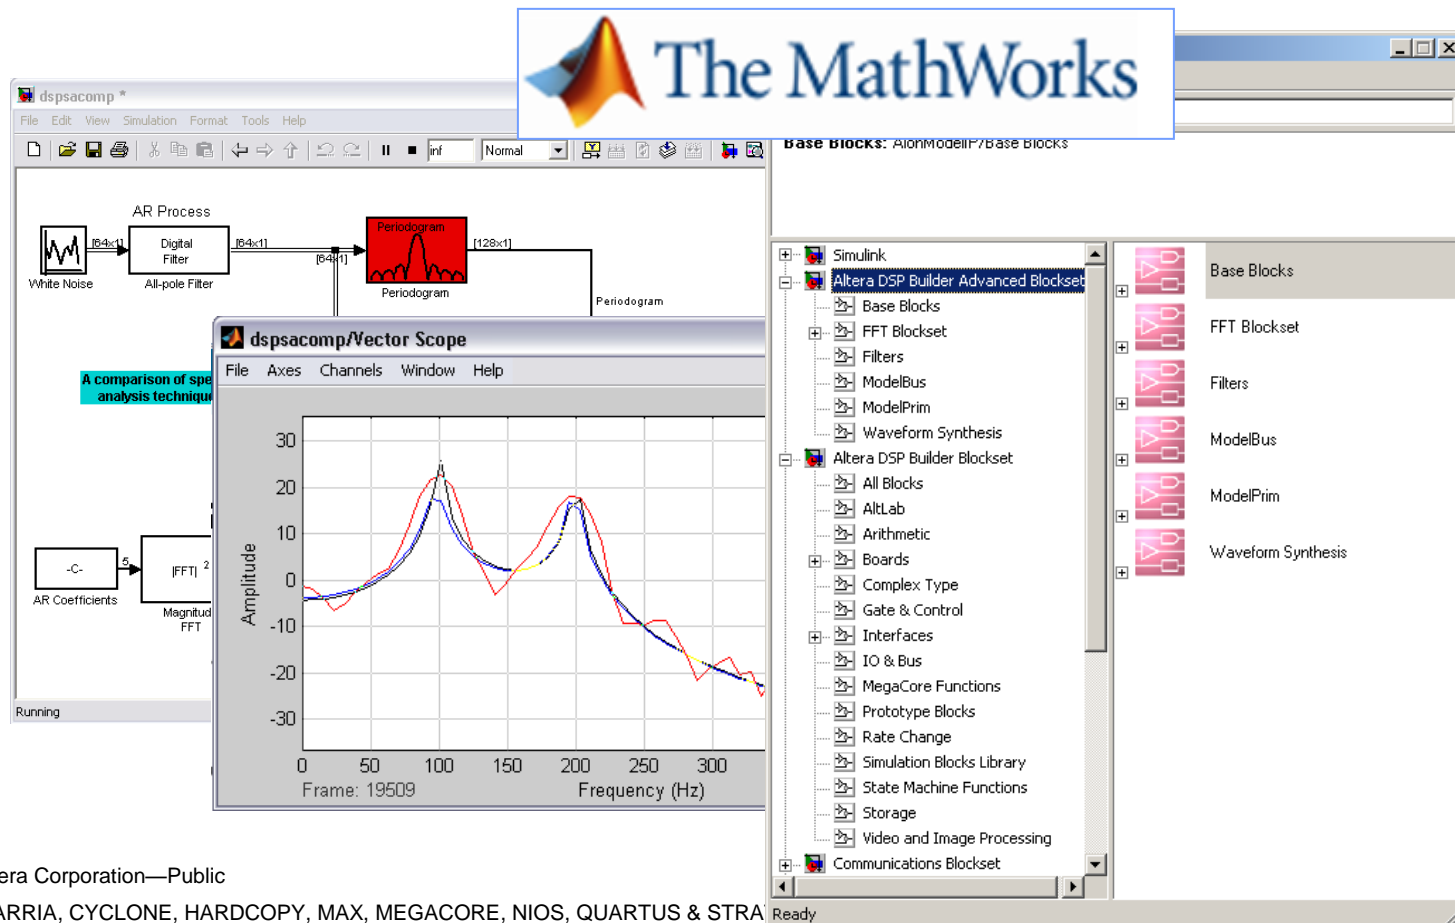 The MathWorks
dspsacomp *
File Edit View Simulation Format Tools Help
inf Normal
AR Process
White Noise
[64x1]
Digital
Filter
All-pole Filter
[64x1]
[64x1]
Periodogram
Periodogram
[128x1]
Periodogram
A comparison of spe
analysis techniqu
-C-
AR Coefficients
5
|FFT| 2
Magnitud
FFT
Running
dspsacomp/Vector Scope
File Axes Channels Window Help
Amplitude
30
20
10
0
-10
-20
-30
0 50 100 150 200 250 300
Frame: 19509
Frequency (Hz)
Base Blocks: AionModelIP/Base Blocks
Simulink
Altera DSP Builder Advanced Blockset
Base Blocks
FFT Blockset
Filters
ModelBus
ModelPrim
Waveform Synthesis
Altera DSP Builder Blockset
All Blocks
AltLab
Arithmetic
Boards
Complex Type
Gate & Control
Interfaces
IO & Bus
MegaCore Functions
Prototype Blocks
Rate Change
Simulation Blocks Library
State Machine Functions
Storage
Video and Image Processing
Communications Blockset
Base Blocks
FFT Blockset
Filters
ModelBus
ModelPrim
Waveform Synthesis
Ready
era Corporation—Public
ARRIA, CYCLONE, HARDCOPY, MAX, MEGACORE, NIOS, QUARTUS & STRA